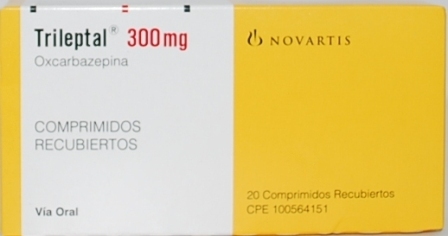 Trileptal® 300mg
Oxcarbazepina
NOVARTIS
COMPRIMIDOS
RECUBIERTOS
Vía Oral
20 Comprimidos Recubiertos
CPE 100564151